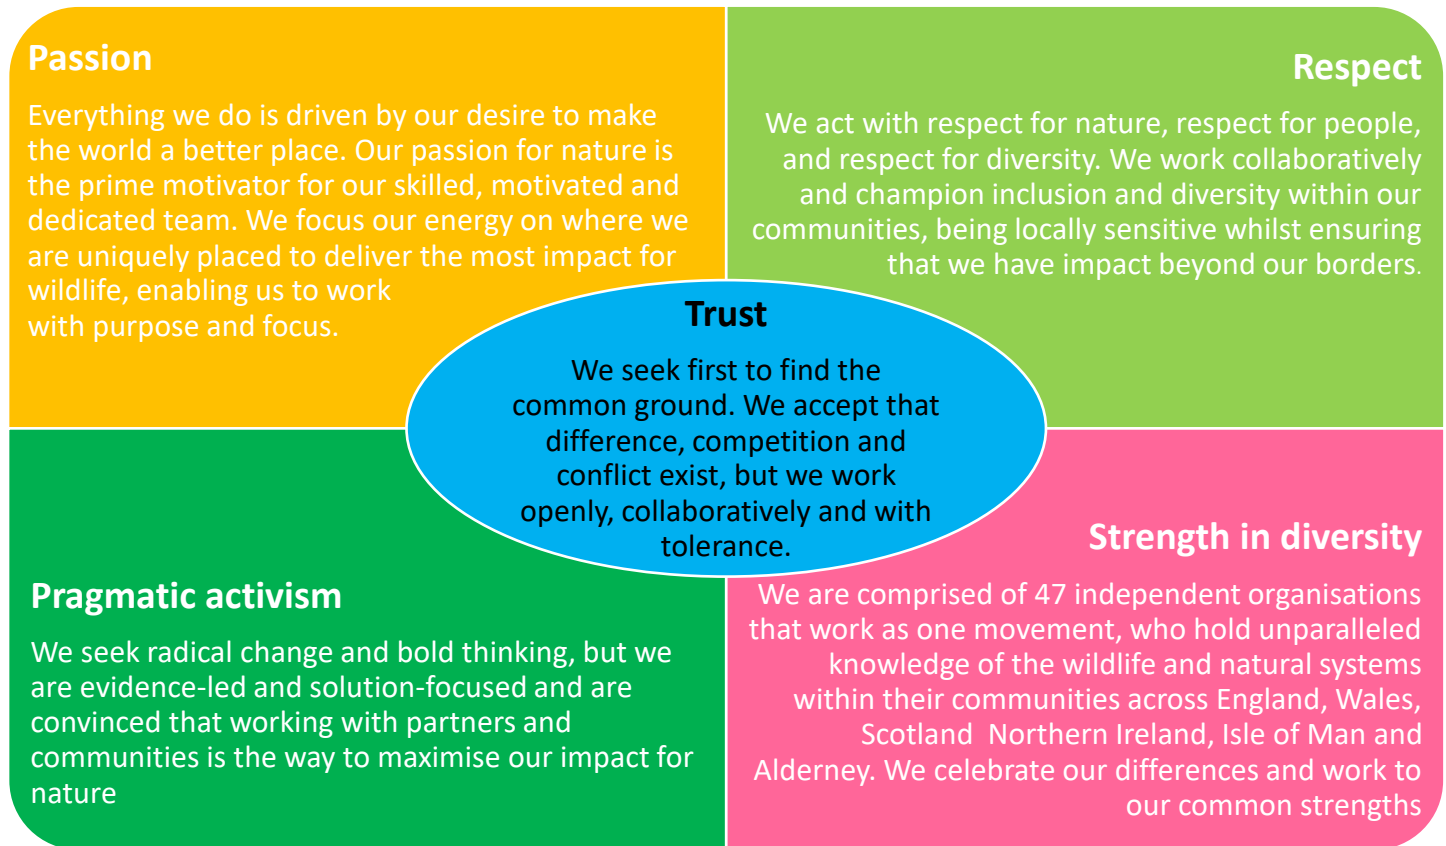 Passion
Everything we do is driven by our desire to make
the world a better place. Our passion for nature is
the prime motivator for our skilled, motivated and
dedicated team. We focus our energy on where we
are uniquely placed to deliver the most impact for
wildlife, enabling us to work
with purpose and focus.
Respect
We act with respect for nature, respect for people,
and respect for diversity. We work collaboratively
and champion inclusion and diversity within our
communities, being locally sensitive whilst ensuring
that we have impact beyond our borders.
Trust
We seek first to find the
common ground. We accept that
difference, competition and
conflict exist, but we work
openly, collaboratively and with
tolerance.
Pragmatic activism
We seek radical change and bold thinking, but we
are evidence-led and solution-focused and are
convinced that working with partners and
communities is the way to maximise our impact for
nature
Strength in diversity
We are comprised of 47 independent organisations
that work as one movement, who hold unparalleled
knowledge of the wildlife and natural systems
within their communities across England, Wales,
Scotland  Northern Ireland, Isle of Man and
Alderney. We celebrate our differences and work to
our common strengths